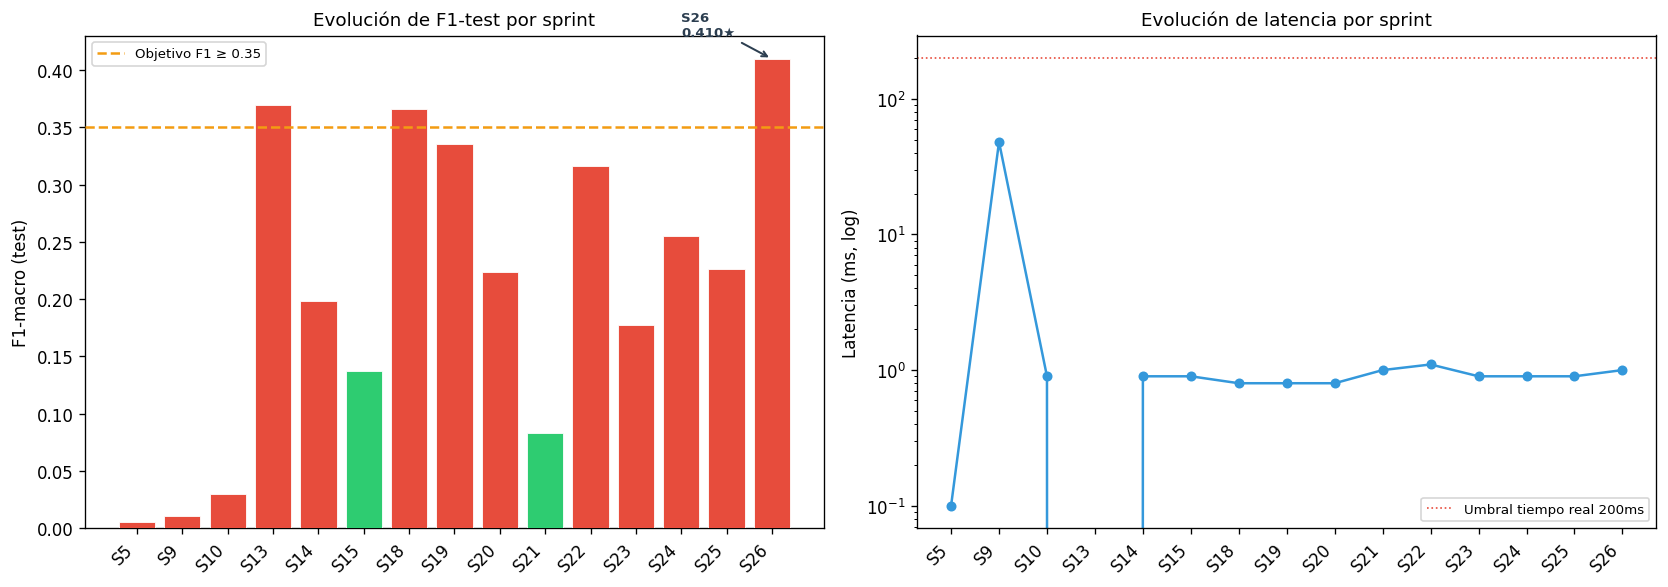 Evolución de F1-test por sprint
S26
0.410★
Objetivo F1 ≥ 0.35
F1-macro (test)
0.40
0.35
0.30
0.25
0.20
0.15
0.10
0.05
0.00
S5 S9 S10 S13 S14 S15 S18 S19 S20 S21 S22 S23 S24 S25 S26
Evolución de latencia por sprint
Latencia (ms, log)
10²
10¹
10⁰
10⁻¹
Umbral tiempo real 200ms
S5 S9 S10 S13 S14 S15 S18 S19 S20 S21 S22 S23 S24 S25 S26